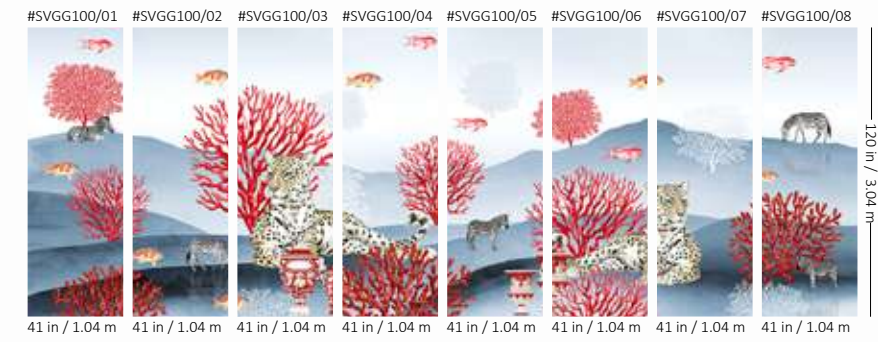 #SVGG100/01 #SVGG100/02 #SVGG100/03 #SVGG100/04 #SVGG100/05 #SVGG100/06 #SVGG100/07 #SVGG100/08
120 in / 3.04 m
41 in / 1.04 m 41 in / 1.04 m 41 in / 1.04 m 41 in / 1.04 m 41 in / 1.04 m 41 in / 1.04 m 41 in / 1.04 m 41 in / 1.04 m